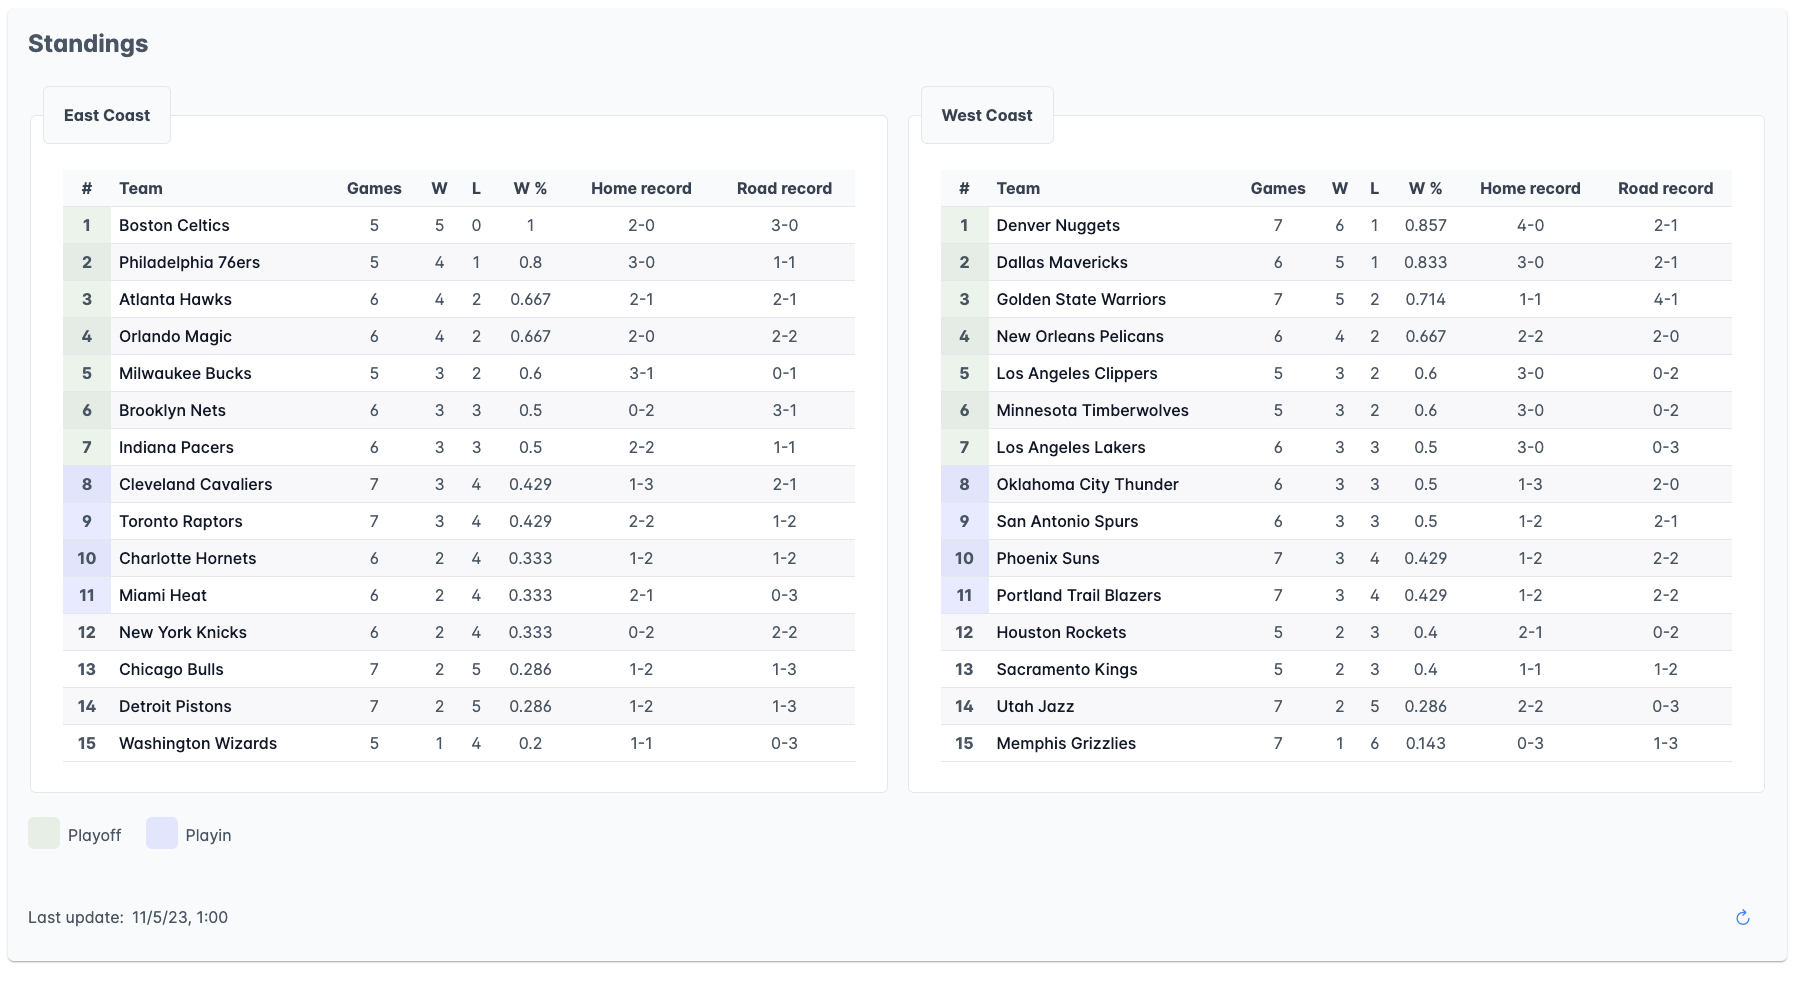 Standings
East Coast
# Team Games W L W % Home record Road record
1 Boston Celtics 5 5 0 1 2-0 3-0
2 Philadelphia 76ers 5 4 1 0.8 3-0 1-1
3 Atlanta Hawks 6 4 2 0.667 2-1 2-1
4 Orlando Magic 6 4 2 0.667 2-0 2-2
5 Milwaukee Bucks 5 3 2 0.6 3-1 0-1
6 Brooklyn Nets 6 3 3 0.5 0-2 3-1
7 Indiana Pacers 6 3 3 0.5 2-2 1-1
8 Cleveland Cavaliers 7 3 4 0.429 1-3 2-1
9 Toronto Raptors 7 3 4 0.429 2-2 1-2
10 Charlotte Hornets 6 2 4 0.333 1-2 1-2
11 Miami Heat 6 2 4 0.333 2-1 0-3
12 New York Knicks 6 2 4 0.333 0-2 2-2
13 Chicago Bulls 7 2 5 0.286 1-2 1-3
14 Detroit Pistons 7 2 5 0.286 1-2 1-3
15 Washington Wizards 5 1 4 0.2 1-1 0-3
West Coast
# Team Games W L W % Home record Road record
1 Denver Nuggets 7 6 1 0.857 4-0 2-1
2 Dallas Mavericks 6 5 1 0.833 3-0 2-1
3 Golden State Warriors 7 5 2 0.714 1-1 4-1
4 New Orleans Pelicans 6 4 2 0.667 2-2 2-0
5 Los Angeles Clippers 5 3 2 0.6 3-0 0-2
6 Minnesota Timberwolves 5 3 2 0.6 3-0 0-2
7 Los Angeles Lakers 6 3 3 0.5 3-0 0-3
8 Oklahoma City Thunder 6 3 3 0.5 1-3 2-0
9 San Antonio Spurs 6 3 3 0.5 1-2 2-1
10 Phoenix Suns 7 3 4 0.429 1-2 2-2
11 Portland Trail Blazers 7 3 4 0.429 1-2 2-2
12 Houston Rockets 5 2 3 0.4 2-1 0-2
13 Sacramento Kings 5 2 3 0.4 1-1 1-2
14 Utah Jazz 7 2 5 0.286 2-2 0-3
15 Memphis Grizzlies 7 1 6 0.143 0-3 1-3
Playoff Playin
Last update: 11/5/23, 1:00